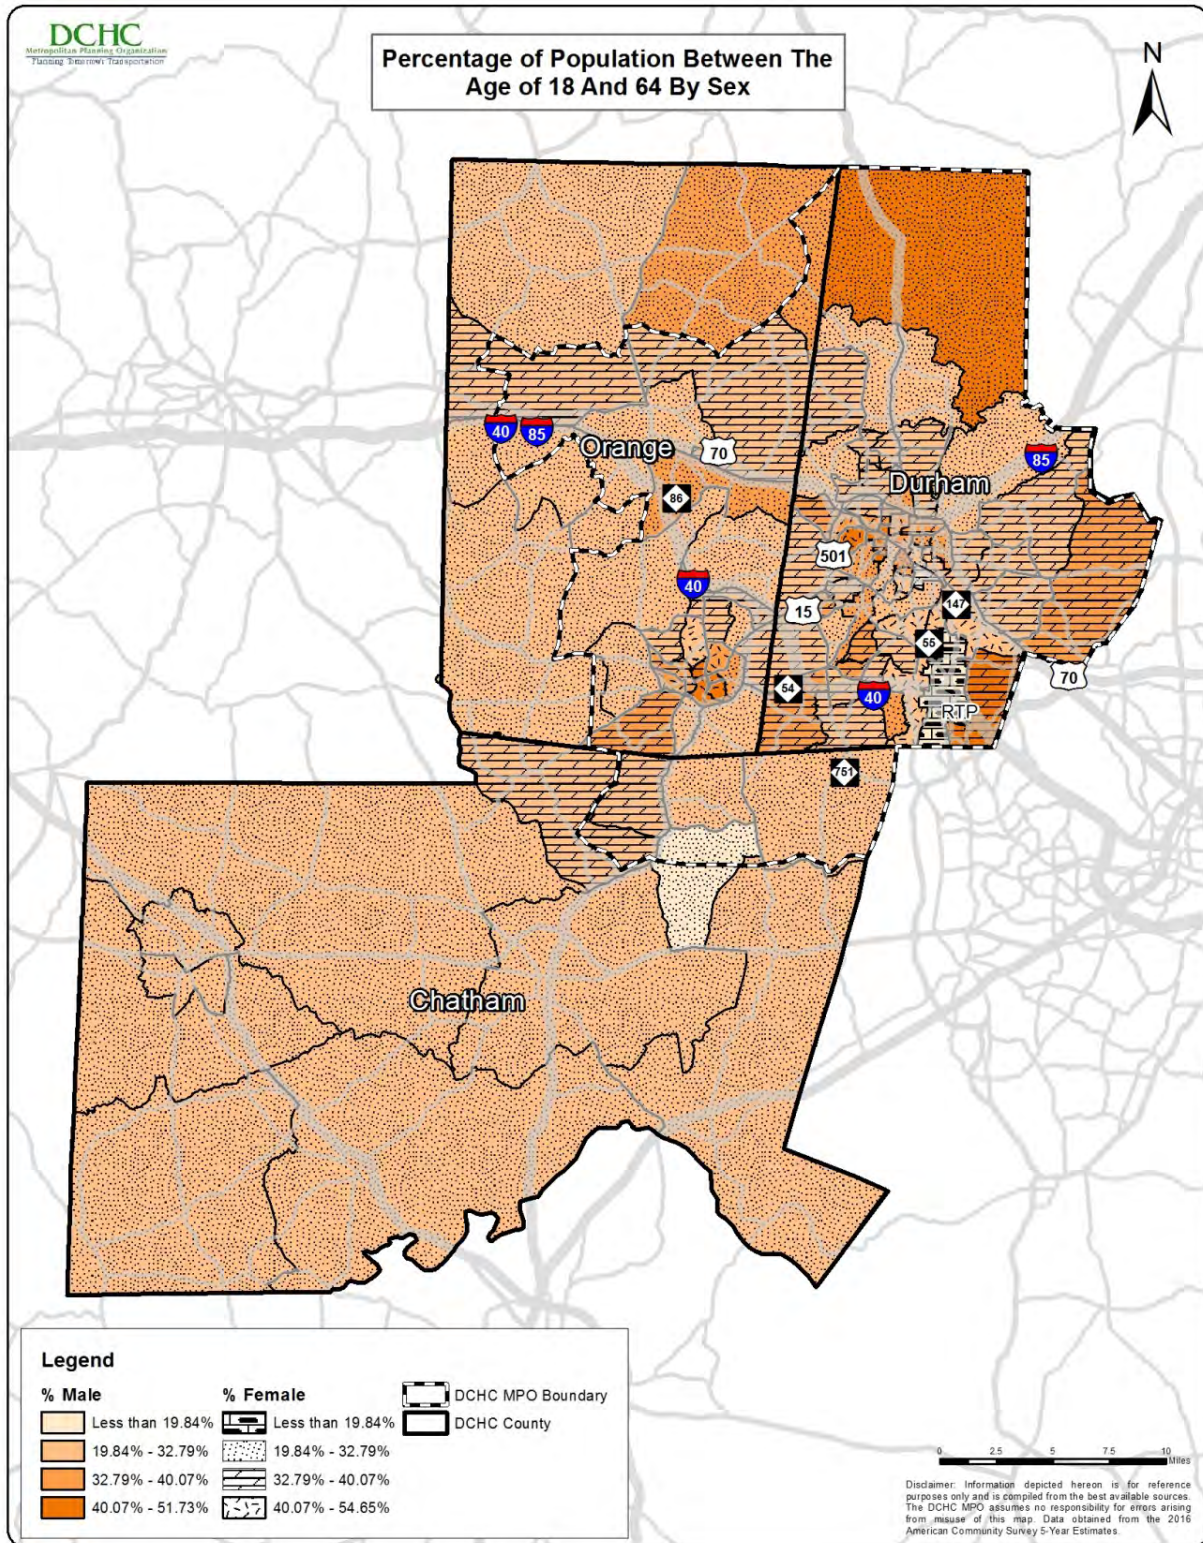 DCHC
Metropolitan Planning Organization
Planning Tomorrow's Transportation
Percentage of Population Between The
Age of 18 And 64 By Sex
N
40
85
Orange
70
86
85
Durham
501
40
15
147
55
70
54
40
RTP
751
Chatham
Legend
% Male
% Female
Less than 19.84%
Less than 19.84%
DCHC MPO Boundary
19.84% - 32.79%
19.84% - 32.79%
DCHC County
32.79% - 40.07%
32.79% - 40.07%
40.07% - 51.73%
40.07% - 54.65%
0 2.5 5 7.5 10
Miles
Disclaimer: Information depicted hereon is for reference
purposes only and is compiled from the best available sources.
The DCHC MPO assumes no responsibility for errors arising
from misuse of this map. Data obtained from the 2016
American Community Survey 5-Year Estimates.